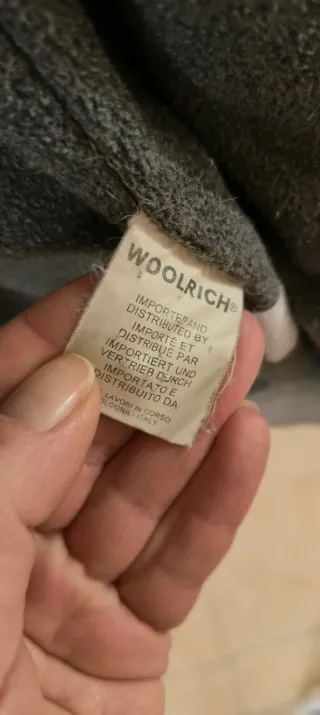 WOOLRICH®
IMPORTED AND
DISTRIBUTED BY
IMPORTÉ ET
DISTRIBUÉ PAR
IMPORTIERT UND
VERTRIEB DURCH
IMPORTATO E
DISTRIBUITO DA
LAVORI IN CORSO
OLOGNA - ITALY